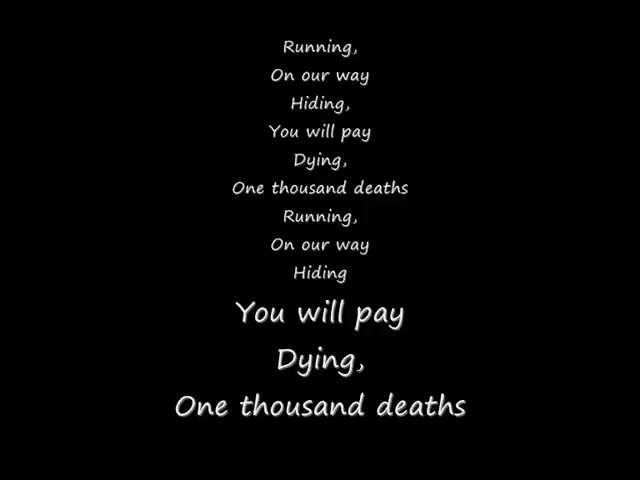 Running,
On our way
Hiding,
You will pay
Dying,
One thousand deaths
Running,
On our way
Hiding
You will pay
Dying,
One thousand deaths